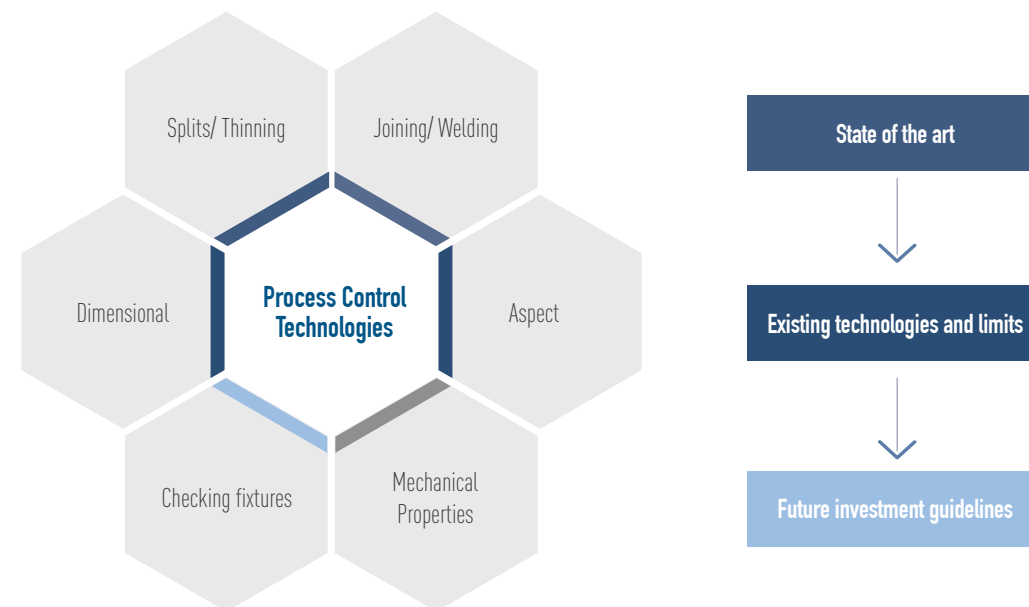 Splits/ Thinning
Joining/ Welding
Dimensional
Process Control
Technologies
Aspect
Checking fixtures
Mechanical
Properties
State of the art
Existing technologies and limits
Future investment guidelines